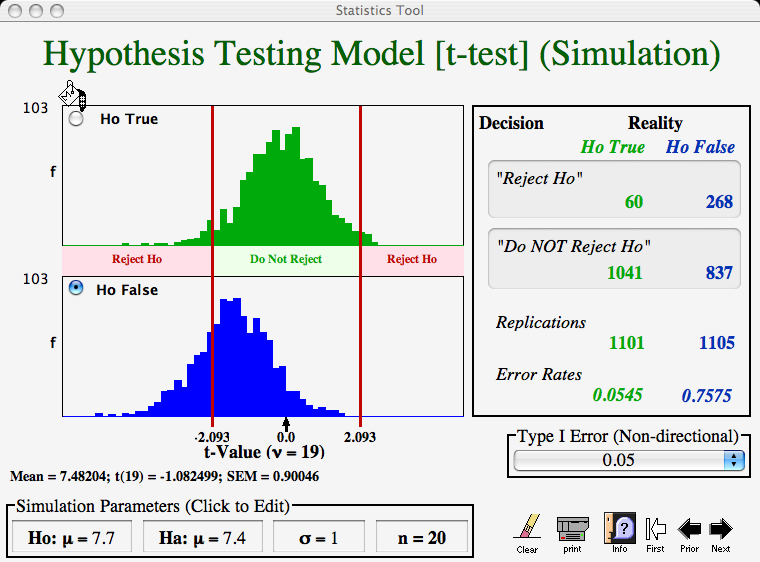 Statistics Tool
Hypothesis Testing Model [t-test] (Simulation)
103
Ho True
f
Reject Ho Do Not Reject Reject Ho
103
Ho False
f
-2.093 0.0 2.093
t-Value (ν = 19)
Mean = 7.48204; t(19) = -1.082499; SEM = 0.90046
Decision Reality
Ho True Ho False
"Reject Ho"
60 268
"Do NOT Reject Ho"
1041 837
Replications
1101 1105
Error Rates
0.0545 0.7575
Type I Error (Non-directional)
0.05
Simulation Parameters (Click to Edit)
Ho: μ = 7.7 Ha: μ = 7.4 σ = 1 n = 20
Clear print Info First Prior Next